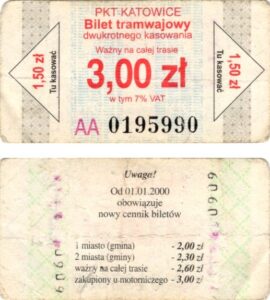 PKT-KATOWICE
Bilet tramwajowy
dwukrotnego kasowania
Ważny na całej trasie
3,00 zł
w tym 7% VAT
1,50 zł
Tu kasować
1,50 zł
Tu kasować
AA 0195990
Uwaga!
Od 01.01.2000
obowiązuje
nowy cennik biletów
1 miasto (gmina) - 2,00 zł
2 miasta (gminy) - 2,30 zł
ważny na całej trasie - 2,60 zł
zakupiony u motorniczego - 3,00 zł